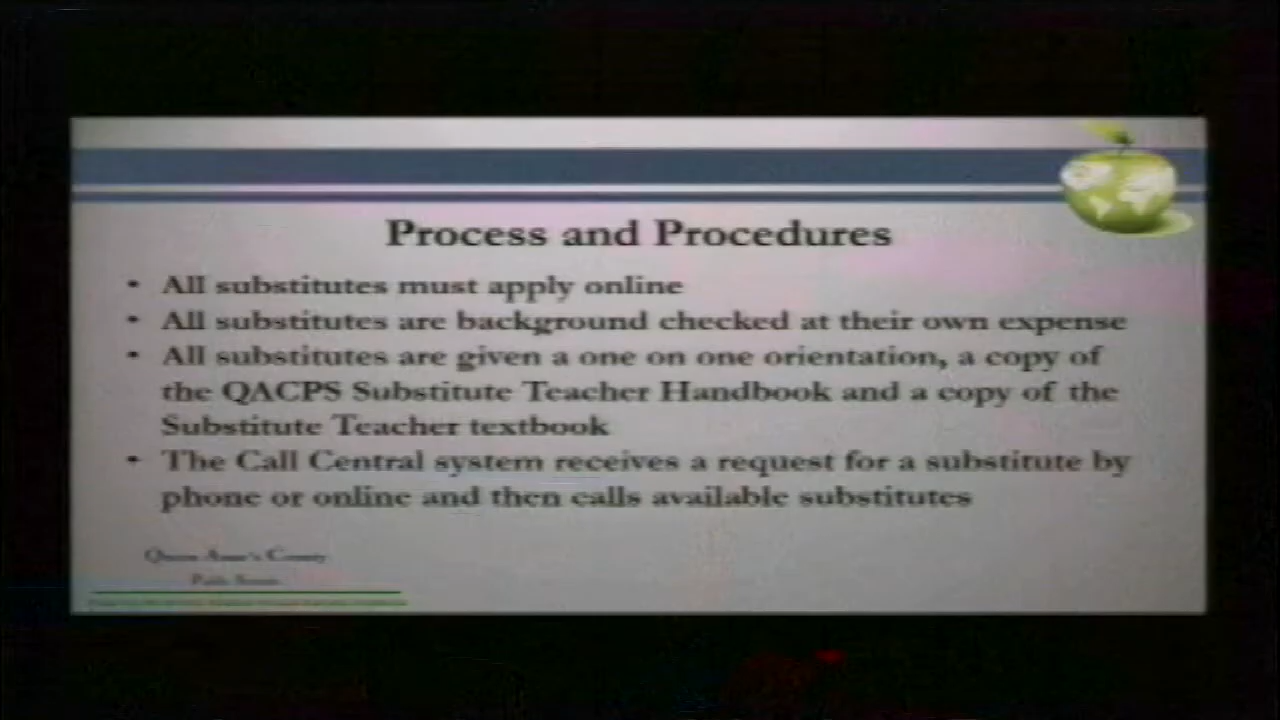 Process and Procedures
• All substitutes must apply online
• All substitutes are background checked at their own expense
• All substitutes are given a one on one orientation, a copy of
the QACPS Substitute Teacher Handbook and a copy of the
Substitute Teacher textbook
• The Call Central system receives a request for a substitute by
phone or online and then calls available substitutes
Queen Anne's County